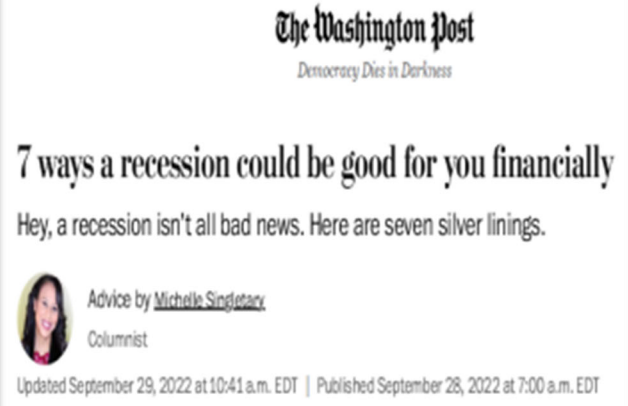 The Washington Post
Democracy Dies in Darkness
7 ways a recession could be good for you financially
Hey, a recession isn't all bad news. Here are seven silver linings.
Advice by Michelle Singletary
Columnist
Updated September 29, 2022 at 10:41 a.m. EDT | Published September 28, 2022 at 7:00 a.m. EDT